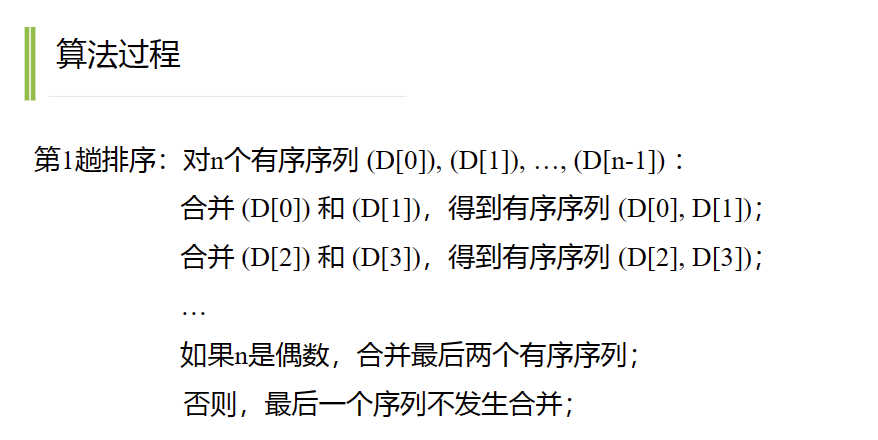 算法过程
第1趟排序：对n个有序序列 (D[0]), (D[1]), …, (D[n-1])：
合并 (D[0]) 和 (D[1])，得到有序序列 (D[0], D[1])；
合并 (D[2]) 和 (D[3])，得到有序序列 (D[2], D[3])；
…
如果n是偶数，合并最后两个有序序列；
否则，最后一个序列不发生合并；